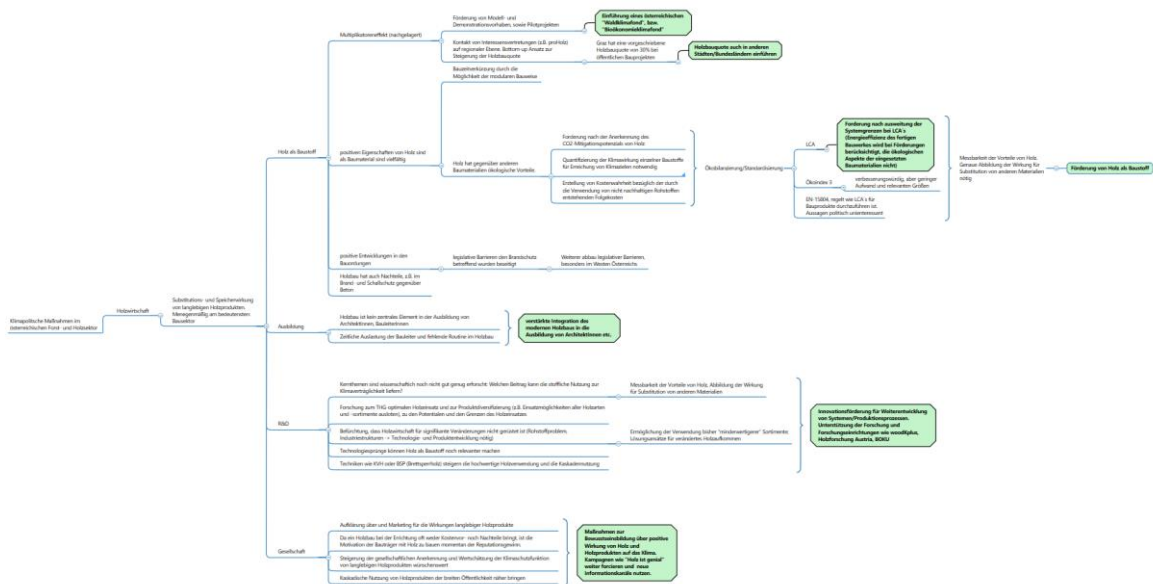 Klimapolitische Maßnahmen im
österreichischen Forst- und Holzsektor
Holzwirtschaft
Substitutions- und Speicherwirkung
von langlebigen Holzprodukten.
Mengenmäßig am bedeutensten
Bausektor
Holz als Baustoff
Multiplikatoreffekt (nachgelagert)
Förderung von Modell- und
Demonstrationsvorhaben, sowie Pilotprojekten
Einführung eines österreichischen
"Waldklimafond", bzw.
"Bioökonomieklimafond"
Kontakt von Interessensvertretungen (z.B. proHolz)
auf regionaler Ebene. Bottom-up Ansatz zur
Steigerung der Holzbauquote
Graz hat eine vorgeschriebene
Holzbauquote von 30% bei
öffentlichen Bauprojekten
Holzbauquote auch in anderen
Städten/Bundesländern einführen
positiven Eigenschaften von Holz sind
als Baumaterial sind vielfältig
Bauzeitverkürzung durch die
Möglichkeit der modularen Bauweise
Holz hat gegenüber anderen
Baumaterialien ökologische Vorteile.
Forderung nach der Anerkennung des
CO2-Mitigationspotenzials von Holz
Quantifizierung der Klimawirkung einzelner Baustoffe
für Erreichung von Klimazielen notwendig
Erstellung von Kostenwahrheit bezüglich der durch
die Verwendung von nicht nachhaltigen Rohstoffen
entstehenden Folgekosten
Ökobilanzierung/Standardisierung
LCA
Forderung nach ausweitung der
Systemgrenzen bei LCA´s
(Energieeffizienz des fertigen
Bauwerkes wird bei Förderungen
berücksichtigt, die ökologischen
Aspekte der eingesetzten
Baumaterialien nicht)
Ökoindex 3
verbesserungswürdig, aber geringer
Aufwand und relevanten Größen
EN: 15804, regelt wie LCA´s für
Bauprodukte durchzuführen ist.
Aussagen politisch uninteressant
Messbarkeit der Vorteile von Holz.
Genaue Abbildung der Wirkung für
Substitution von anderen Materialien
nötig
Förderung von Holz als Baustoff
positive Entwicklungen in den
Bauordnungen
legislative Barrieren den Brandschutz
betreffend wurden beseitigt
Weiterer abbau legislativer Barrieren,
besonders im Westen Österreichs
Holzbau hat auch Nachteile, z.B. im
Brand- und Schallschutz gegenüber
Beton
Ausbildung
Holzbau ist kein zentrales Element in der Ausbildung von
ArchitektInnen, BauleiterInnen
Zeitliche Auslastung der Bauleiter und fehlende Routine im Holzbau
verstärkte Integration des
modernen Holzbaus in die
Ausbildung von ArchitektInnen etc.
R&D
Kernthemen sind wissenschaftlich noch nicht gut genug erforscht: Welchen Beitrag kann die stoffliche Nutzung zur
Klimaverträglichkeit liefern?
Messbarkeit der Vorteile von Holz, Abbildung der Wirkung
für Substitution von anderen Materialien
Forschung zum THG optimalen Holzeinsatz und zur Produktdiversifizierung (z.B. Einsatzmöglichkeiten aller Holzarten
und -sortimente ausloten), zu den Potentialen und den Grenzen des Holzeinsatzes
Befürchtung, dass Holzwirtschaft für signifikante Veränderungen nicht gerüstet ist (Rohstoffproblem,
Industriestrukturen -> Technologie- und Produktentwicklung nötig)
Ermöglichung der Verwendung bisher "minderwertigere" Sortimente;
Lösungsansätze für verändertes Holzaufkommen
Technologiesprünge können Holz als Baustoff noch relevanter machen
Techniken wie KVH oder BSP (Brettsperrholz) steigern die hochwertige Holzverwendung und die Kaskadennutzung
Innovationsförderung für Weiterentwicklung
von Systemen/Produktionsprozessen.
Unterstützung der Forschung und
Forschungseinrichtungen wie woodKplus,
Holzforschung Austria, BOKU
Gesellschaft
Aufklärung über und Marketing für die Wirkungen langlebiger Holzprodukte
Da ein Holzbau bei der Errichtung oft weder Kostenvor- noch Nachteile bringt, ist die
Motivation der Bauträger mit Holz zu bauen momentan der Reputationsgewinn.
Steigerung der gesellschaftlichen Anerkennung und Wertschätzung der Klimaschutzfunktion
von langlebigen Holzprodukten wünschenswert
Kaskadische Nutzung von Holzprodukten der breiten Öffentlichkeit näher bringen
Maßnahmen zur
Bewusstseinsbildung über positive
Wirkung von Holz und
Holzprodukten auf das Klima.
Kampagnen wie "Holz ist genial"
weiter forcieren und neue
Informationskanäle nutzen.